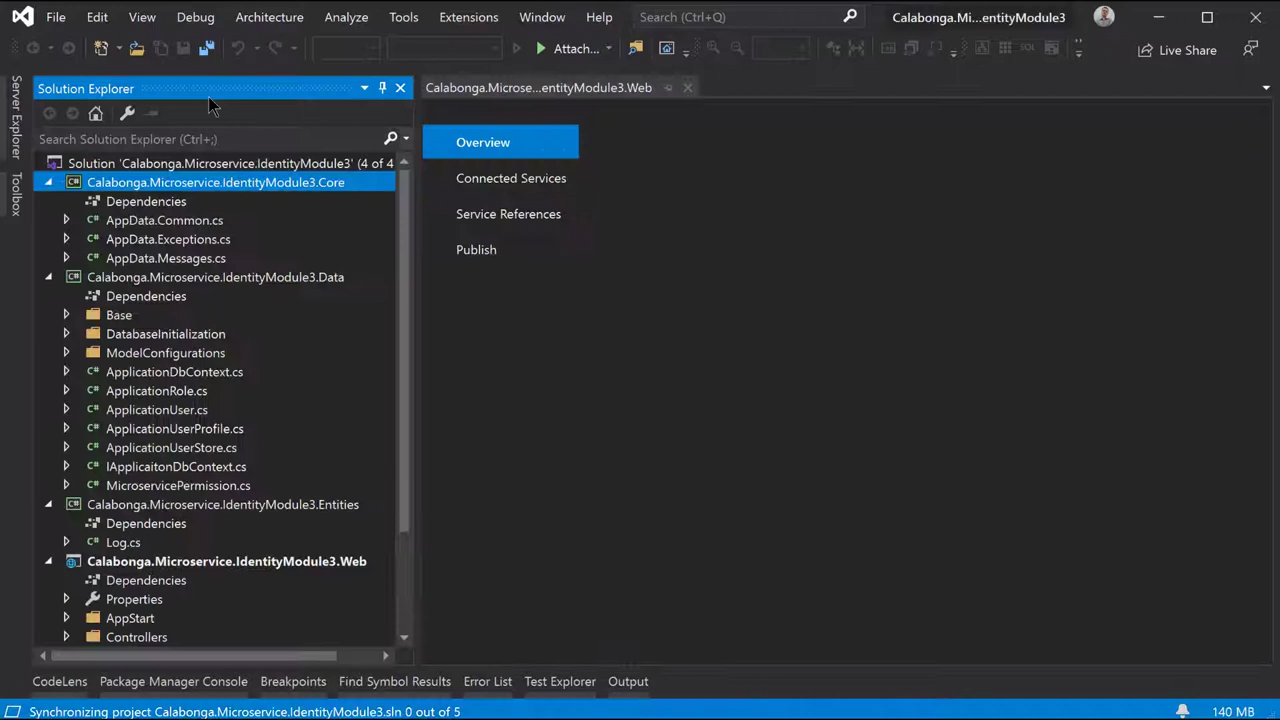 File Edit View Debug Architecture Analyze Tools Extensions Window Help Search (Ctrl+Q) Calabonga.Mi...entityModule3
Attach... Live Share
Server Explorer
Toolbox
Solution Explorer
Search Solution Explorer (Ctrl+;)
Solution 'Calabonga.Microservice.IdentityModule3' (4 of 4
Calabonga.Microservice.IdentityModule3.Core
Dependencies
C# AppData.Common.cs
C# AppData.Exceptions.cs
C# AppData.Messages.cs
C# Calabonga.Microservice.IdentityModule3.Data
Dependencies
Base
DatabaseInitialization
ModelConfigurations
C# ApplicationDbContext.cs
C# ApplicationRole.cs
C# ApplicationUser.cs
C# ApplicationUserProfile.cs
C# ApplicationUserStore.cs
C# IApplicaitonDbContext.cs
C# MicroservicePermission.cs
C# Calabonga.Microservice.IdentityModule3.Entities
Dependencies
C# Log.cs
Calabonga.Microservice.IdentityModule3.Web
Dependencies
Properties
AppStart
Controllers
Calabonga.Microse...entityModule3.Web
Overview
Connected Services
Service References
Publish
CodeLens Package Manager Console Breakpoints Find Symbol Results Error List Test Explorer Output
Synchronizing project Calabonga.Microservice.IdentityModule3.sln 0 out of 5 140 MB